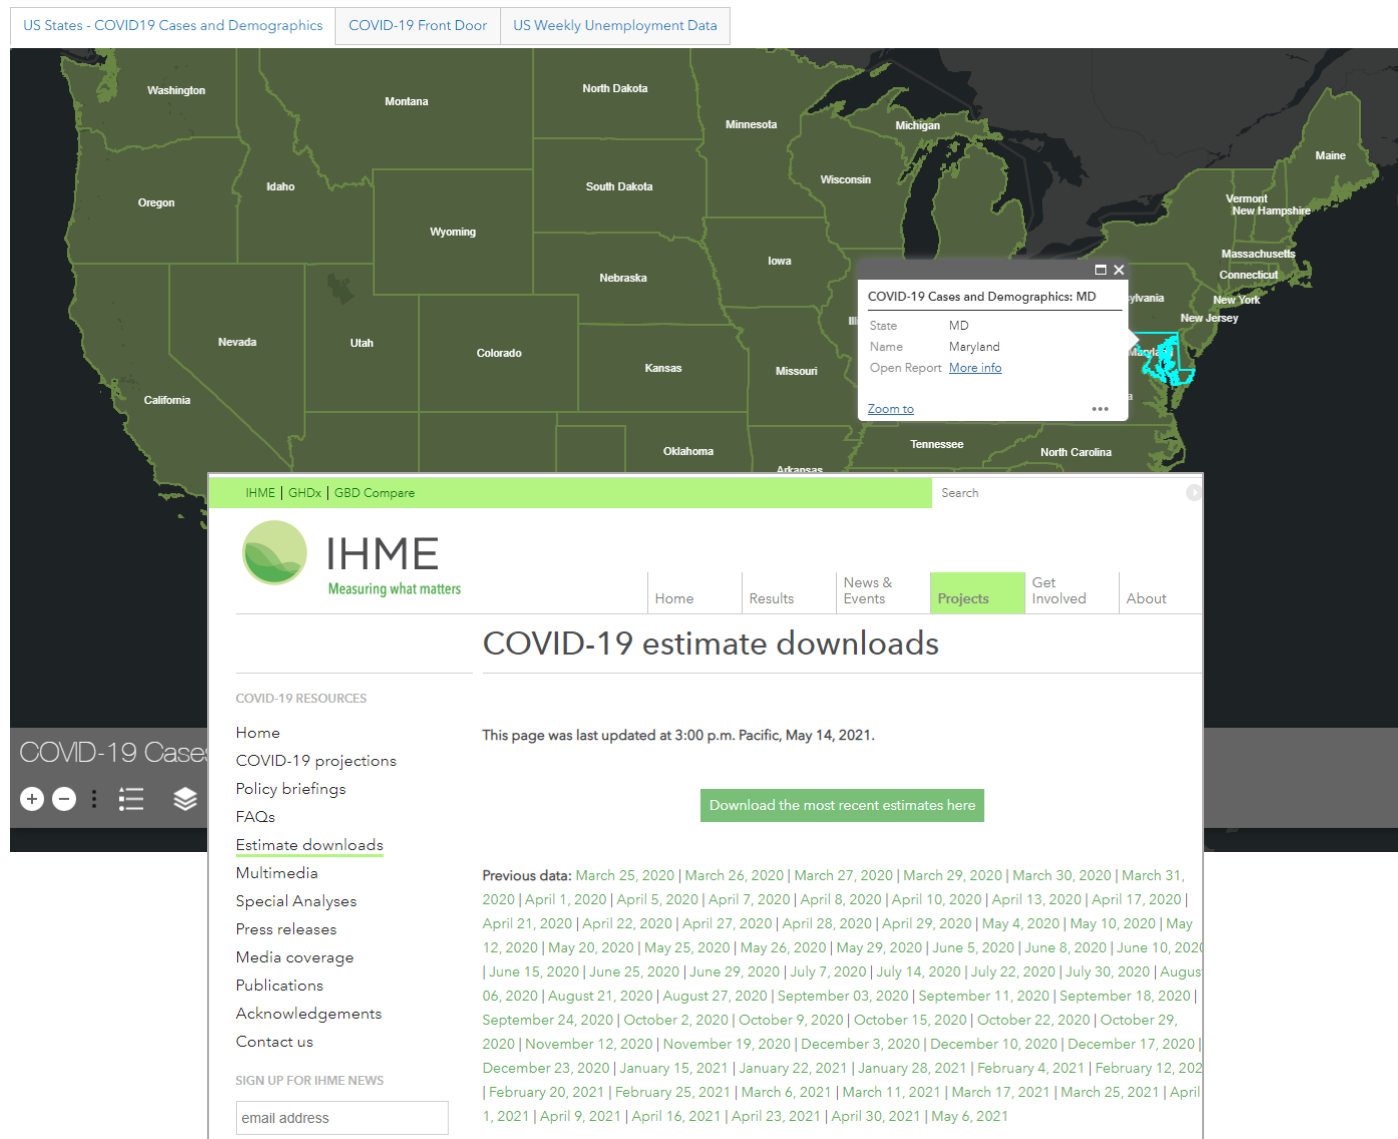 US States - COVID19 Cases and Demographics
COVID-19 Front Door
US Weekly Unemployment Data
Washington
Montana
North Dakota
Minnesota
Michigan
Maine
Oregon
Idaho
South Dakota
Wisconsin
Vermont
New Hampshire
Wyoming
Iowa
Massachusetts
Connecticut
Nebraska
New York
New Jersey
Nevada
Utah
Colorado
Kansas
Missouri
California
Oklahoma
Arkansas
Tennessee
North Carolina
ylvania
Maryland
COVID-19 Cases and Demographics: MD
State MD
Name Maryland
Open Report More info
Zoom to
COVID-19 Cases
IHME | GHDx | GBD Compare
Search
IHME
Measuring what matters
Home
Results
News &
Events
Projects
Get
Involved
About
COVID-19 estimate downloads
COVID-19 RESOURCES
Home
COVID-19 projections
Policy briefings
FAQs
Estimate downloads
Multimedia
Special Analyses
Press releases
Media coverage
Publications
Acknowledgements
Contact us
SIGN UP FOR IHME NEWS
email address
This page was last updated at 3:00 p.m. Pacific, May 14, 2021.
Download the most recent estimates here
Previous data: March 25, 2020 | March 26, 2020 | March 27, 2020 | March 29, 2020 | March 30, 2020 | March 31,
2020 | April 1, 2020 | April 5, 2020 | April 7, 2020 | April 8, 2020 | April 10, 2020 | April 13, 2020 | April 17, 2020 |
April 21, 2020 | April 22, 2020 | April 27, 2020 | April 28, 2020 | April 29, 2020 | May 4, 2020 | May 10, 2020 | May
12, 2020 | May 20, 2020 | May 25, 2020 | May 26, 2020 | May 29, 2020 | June 5, 2020 | June 8, 2020 | June 10, 2020
| June 15, 2020 | June 25, 2020 | June 29, 2020 | July 7, 2020 | July 14, 2020 | July 22, 2020 | July 30, 2020 | Augus
06, 2020 | August 21, 2020 | August 27, 2020 | September 03, 2020 | September 11, 2020 | September 18, 2020 |
September 24, 2020 | October 2, 2020 | October 9, 2020 | October 15, 2020 | October 22, 2020 | October 29,
2020 | November 12, 2020 | November 19, 2020 | December 3, 2020 | December 10, 2020 | December 17, 2020 |
December 23, 2020 | January 15, 2021 | January 22, 2021 | January 28, 2021 | February 4, 2021 | February 12, 202
| February 20, 2021 | February 25, 2021 | March 6, 2021 | March 11, 2021 | March 17, 2021 | March 25, 2021 | April
1, 2021 | April 9, 2021 | April 16, 2021 | April 23, 2021 | April 30, 2021 | May 6, 2021